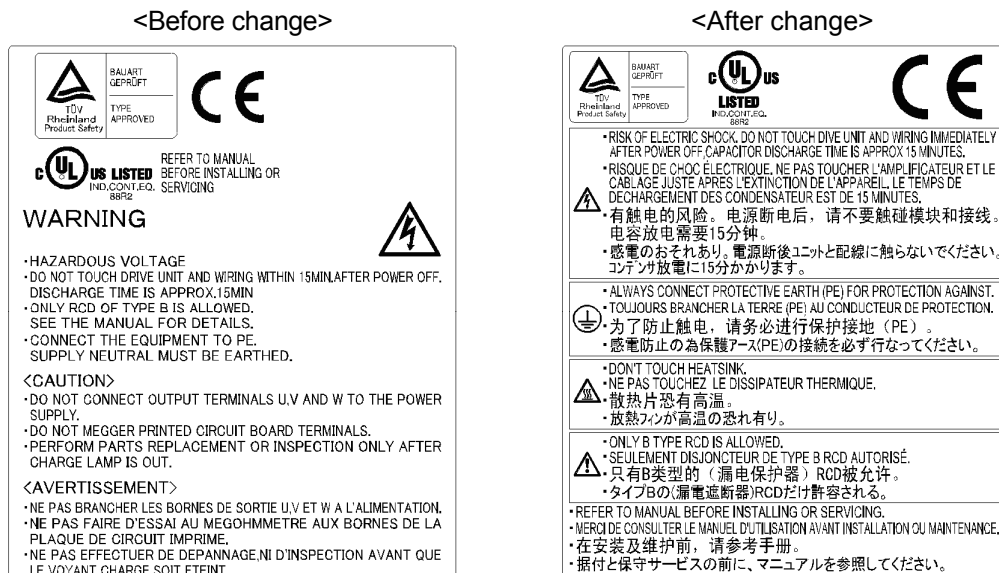 <Before change>
TÜV
Rheinland
Product Safety
BAUART
GEPRÜFT
TYPE
APPROVED
CE
C UL US LISTED
IND.CONT.EQ.
88R2
REFER TO MANUAL
BEFORE INSTALLING OR
SERVICING
WARNING
・HAZARDOUS VOLTAGE
・DO NOT TOUCH DRIVE UNIT AND WIRING WITHIN 15MIN.AFTER POWER OFF.
DISCHARGE TIME IS APPROX.15MIN
・ONLY RCD OF TYPE B IS ALLOWED.
SEE THE MANUAL FOR DETAILS.
・CONNECT THE EQUIPMENT TO PE.
SUPPLY NEUTRAL MUST BE EARTHED.
<CAUTION>
・DO NOT CONNECT OUTPUT TERMINALS U,V AND W TO THE POWER
SUPPLY.
・DO NOT MEGGER PRINTED CIRCUIT BOARD TERMINALS.
・PERFORM PARTS REPLACEMENT OR INSPECTION ONLY AFTER
CHARGE LAMP IS OUT.
<AVERTISSEMENT>
・NE PAS BRANCHER LES BORNES DE SORTIE U,V ET W A L'ALIMENTATION.
・NE PAS FAIRE D'ESSAI AU MEGOHMMETRE AUX BORNES DE LA
PLAQUE DE CIRCUIT IMPRIME.
・NE PAS EFFECTUER DE DEPANNAGE,NI D'INSPECTION AVANT QUE
LE VOYANT CHARGE SOIT ETEINT
<After change>
TÜV
Rheinland
Product Safety
BAUART
GEPRÜFT
TYPE
APPROVED
C UL US
LISTED
IND.CONT.EQ.
88R2
CE
・RISK OF ELECTRIC SHOCK. DO NOT TOUCH DIVE UNIT AND WIRING IMMEDIATELY
AFTER POWER OFF,CAPACITOR DISCHARGE TIME IS APPROX 15 MINUTES.
・RISQUE DE CHOC ÉLECTRIQUE. NE PAS TOUCHER L'AMPLIFICATEUR ET LE
CABLAGE JUSTE APRES L'EXTINCTION DE L'APPAREIL, LE TEMPS DE
DECHARGEMENT DES CONDENSATEUR EST DE 15 MINUTES.
・有触电的风险。电源断电后，请不要触碰模块和接线。
电容放电需要15分钟。
・感電のおそれあり。電源断後ユニットと配線に触らないでください。
コンデンサ放電に15分かかります。
・ALWAYS CONNECT PROTECTIVE EARTH (PE) FOR PROTECTION AGAINST.
・TOUJOURS BRANCHER LA TERRE (PE) AU CONDUCTEUR DE PROTECTION.
・为了防止触电，请务必进行保护接地（PE）。
・感電防止の為保護アース(PE)の接続を必ず行なってください。
・DON'T TOUCH HEATSINK.
・NE PAS TOUCHEZ LE DISSIPATEUR THERMIQUE.
・散热片恐有高温。
・放熱フィンが高温の恐れ有り。
・ONLY B TYPE RCD IS ALLOWED.
・SEULEMENT DISJONCTEUR DE TYPE B RCD AUTORISÉ.
・只有B类型的（漏电保护器）RCD被允许。
・タイプBの(漏電遮断器)RCDだけ許容される。
・REFER TO MANUAL BEFORE INSTALLING OR SERVICING.
・MERCI DE CONSULTER LE MANUEL D'UTILISATION AVANT INSTALLATION OU MAINTENANCE.
・在安装及维护前，请参考手册。
・据付と保守サービスの前に、マニュアルを参照してください。